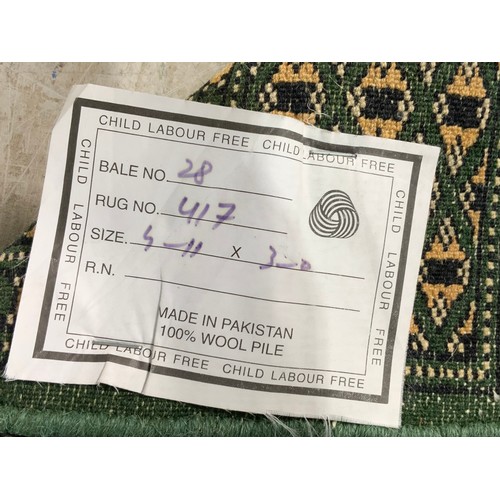 CHILD LABOUR FREE CHILD LABOUR FREE
BALE NO. 28
RUG NO. 417
SIZE. 4-11 x 3-0
R.N.
MADE IN PAKISTAN
100% WOOL PILE
CHILD LABOUR FREE CHILD LABOUR FREE
CHILD LABOUR FREE
CHILD LABOUR FREE